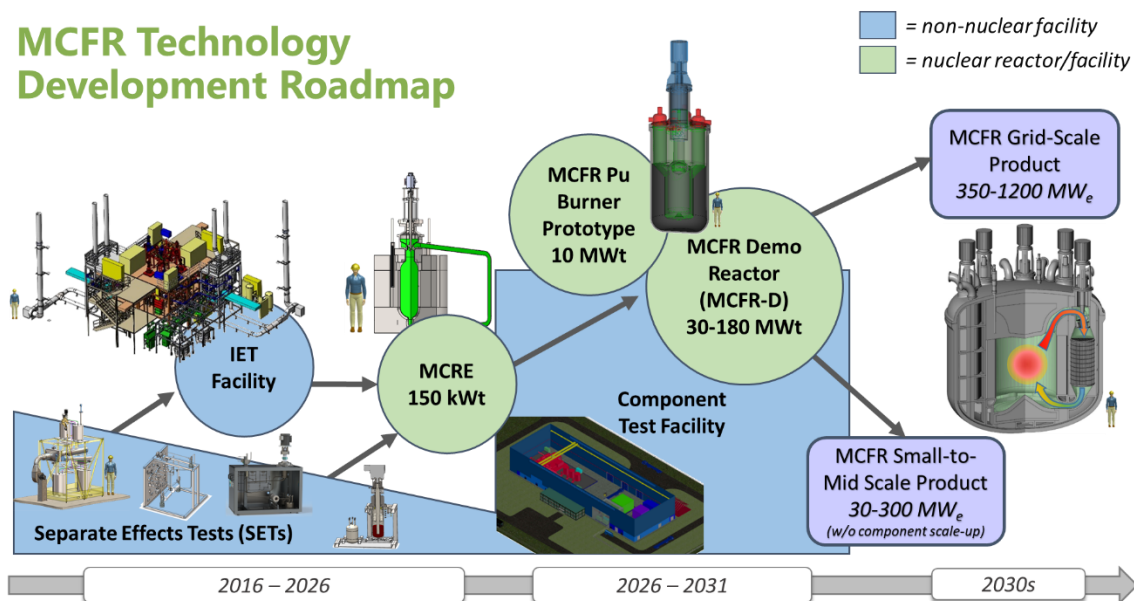 MCFR Technology
Development Roadmap
= non-nuclear facility
= nuclear reactor/facility
MCFR Grid-Scale
Product
350-1200 MWe
MCFR Pu
Burner
Prototype
10 MWt
MCFR Demo
Reactor
(MCFR-D)
30-180 MWt
IET
Facility
MCRE
150 kWt
Component
Test Facility
MCFR Small-to-
Mid Scale Product
30-300 MWe
(w/o component scale-up)
Separate Effects Tests (SETs)
2016 – 2026
2026 – 2031
2030s